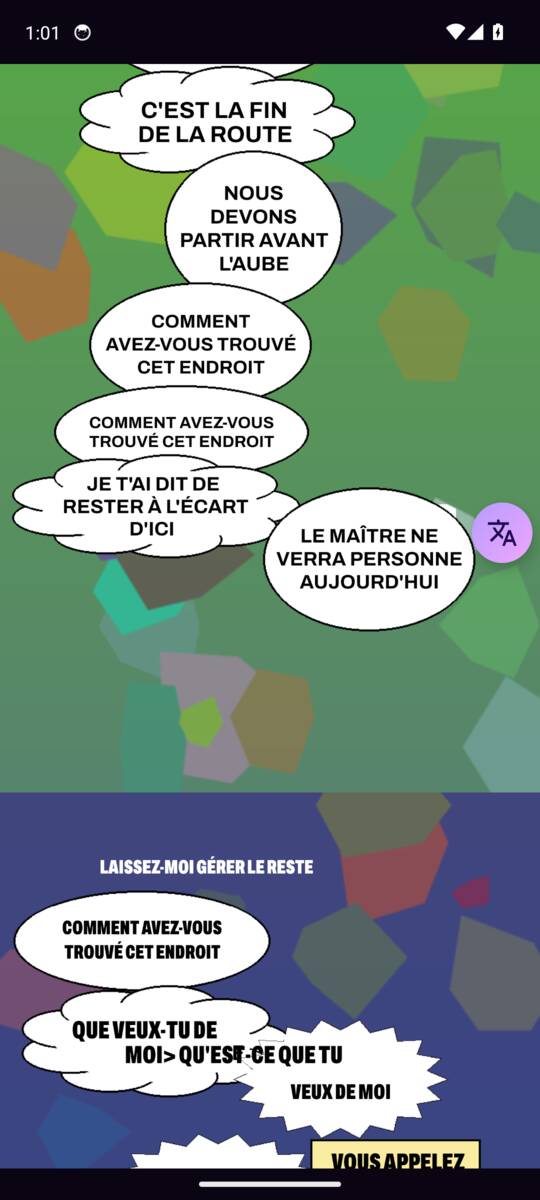 1:01
C'EST LA FIN
DE LA ROUTE
NOUS
DEVONS
PARTIR AVANT
L'AUBE
COMMENT
AVEZ-VOUS TROUVÉ
CET ENDROIT
COMMENT AVEZ-VOUS
TROUVÉ CET ENDROIT
JE T'AI DIT DE
RESTER À L'ÉCART
D'ICI
LE MAÎTRE NE
VERRA PERSONNE
AUJOURD'HUI
LAISSEZ-MOI GÉRER LE RESTE
COMMENT AVEZ-VOUS
TROUVÉ CET ENDROIT
QUE VEUX-TU DE
MOI> QU'EST-CE QUE TU
VEUX DE MOI
VOUS APPELEZ